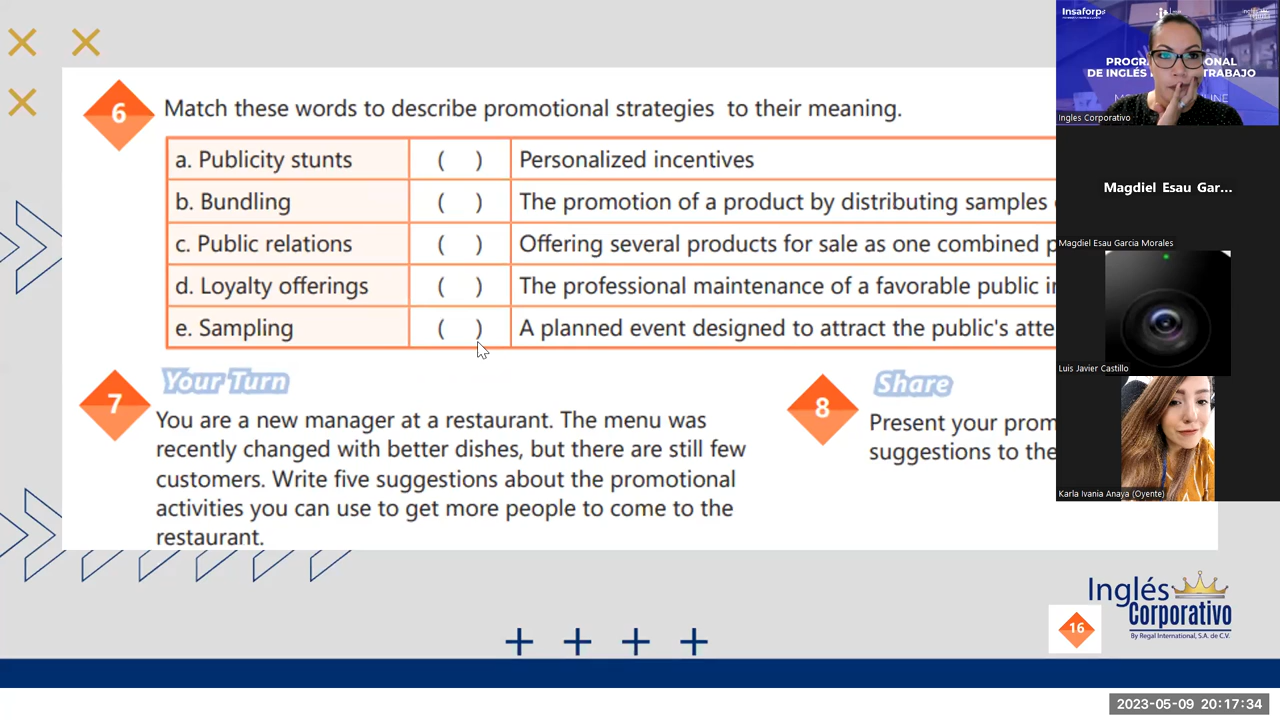 6
Match these words to describe promotional strategies to their meaning.
a. Publicity stunts ( ) Personalized incentives
b. Bundling ( ) The promotion of a product by distributing samples
c. Public relations ( ) Offering several products for sale as one combined
d. Loyalty offerings ( ) The professional maintenance of a favorable public
e. Sampling ( ) A planned event designed to attract the public's
7
Your Turn
You are a new manager at a restaurant. The menu was
recently changed with better dishes, but there are still few
customers. Write five suggestions about the promotional
activities you can use to get more people to come to the
restaurant.
8
Share
Present your
suggestions to the
Insaforp
DE INGLÉS
TRABAJO
Ingles Corporativo
Magdiel Esau Gar...
Magdiel Esau Garcia Morales
Luis Javier Castillo
Karla Ivania Anaya (Oyente)
Inglés
Corporativo
By Regal International, S.A. de C.V.
16
2023-05-09 20:17:34